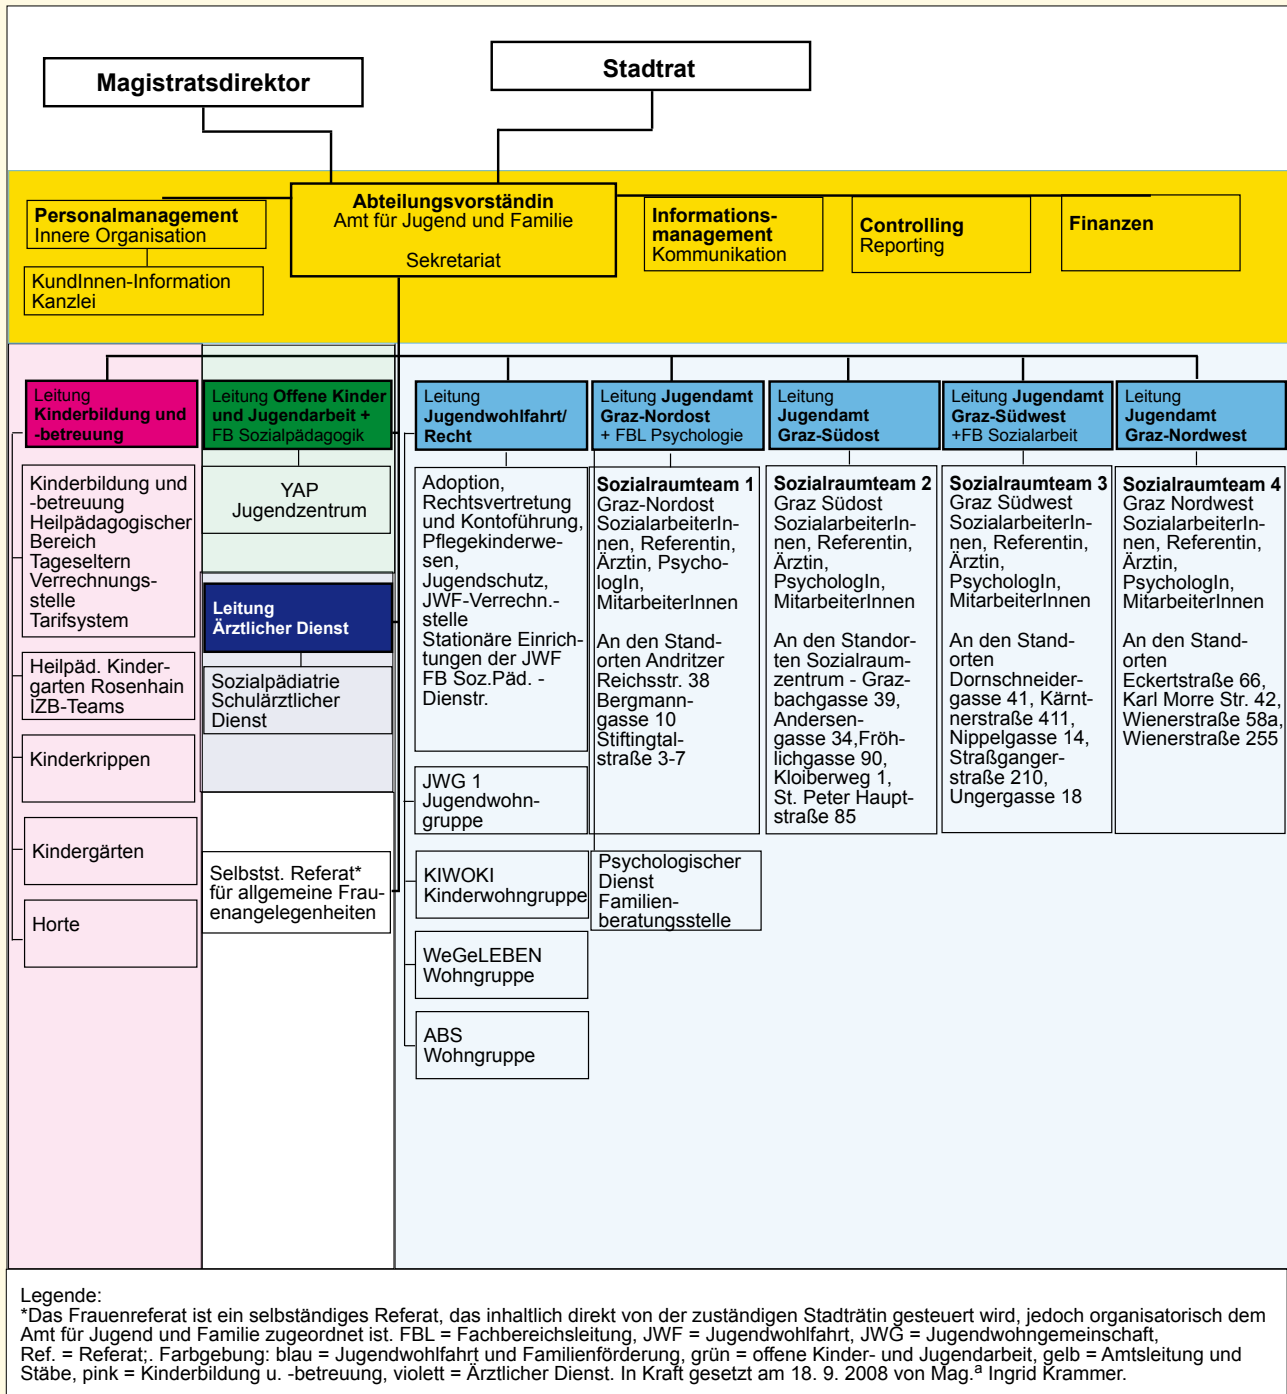 Magistratsdirektor
Stadtrat
Personalmanagement
Innere Organisation
KundInnen-Information
Kanzlei
Abteilungsvorständin
Amt für Jugend und Familie
Sekretariat
Informations-
management
Kommunikation
Controlling
Reporting
Finanzen
Leitung
Kinderbildung und
-betreuung
Kinderbildung und
-betreuung
Heilpädagogischer
Bereich
Tageseltern
Verrechnungs-
stelle
Tarifsystem
Heilpäd. Kinder-
garten Rosenhain
IZB-Teams
Kinderkrippen
Kindergärten
Horte
Leitung Offene Kinder
und Jugendarbeit +
FB Sozialpädagogik
YAP
Jugendzentrum
Leitung
Ärztlicher Dienst
Sozialpädiatrie
Schulärztlicher
Dienst
Selbstst. Referat*
für allgemeine Frau-
enangelegenheiten
Leitung
Jugendwohlfahrt/
Recht
Adoption,
Rechtsvertretung
und Kontoführung,
Pflegekinderwe-
sen,
Jugendschutz,
JWF-Verrechn.-
stelle
Stationäre Einrich-
tungen der JWF
FB Soz.Päd. -
Dienstr.
JWG 1
Jugendwohn-
gruppe
KIWOKI
Kinderwohngruppe
WeGeLEBEN
Wohngruppe
ABS
Wohngruppe
Leitung Jugendamt
Graz-Nordost
+ FBL Psychologie
Sozialraumteam 1
Graz-Nordost
SozialarbeiterIn-
nen, Referentin,
Ärztin, Psycho-
logIn,
MitarbeiterInnen
An den Stand-
orten Andritzer
Reichsstr. 38
Bergmann-
gasse 10
Stiftingtal-
straße 3-7
Psychologischer
Dienst
Familien-
beratungsstelle
Leitung
Jugendamt
Graz-Südost
Sozialraumteam 2
Graz Südost
SozialarbeiterIn-
nen, Referentin,
Ärztin,
PsychologIn,
MitarbeiterInnen
An den Standor-
ten Sozialraum-
zentrum - Graz-
bachgasse 39,
Andersen-
gasse 34,Fröh-
lichgasse 90,
Kloiberweg 1,
St. Peter Haupt-
straße 85
Leitung Jugendamt
Graz-Südwest
+FB Sozialarbeit
Sozialraumteam 3
Graz Südwest
SozialarbeiterIn-
nen, Referentin,
Ärztin,
PsychologIn,
MitarbeiterInnen
An den Stand-
orten
Dornschneider-
gasse 41, Kärnt-
nerstraße 411,
Nippelgasse 14,
Straßganger-
straße 210,
Ungergasse 18
Leitung
Jugendamt
Graz-Nordwest
Sozialraumteam 4
Graz Nordwest
SozialarbeiterIn-
nen, Referentin,
Ärztin,
PsychologIn,
MitarbeiterInnen
An den Stand-
orten
Eckertstraße 66,
Karl Morre Str. 42,
Wienerstraße 58a,
Wienerstraße 255
Legende:
*Das Frauenreferat ist ein selbständiges Referat, das inhaltlich direkt von der zuständigen Stadträtin gesteuert wird, jedoch organisatorisch dem
Amt für Jugend und Familie zugeordnet ist. FBL = Fachbereichsleitung, JWF = Jugendwohlfahrt, JWG = Jugendwohngemeinschaft,
Ref. = Referat;. Farbgebung: blau = Jugendwohlfahrt und Familienförderung, grün = offene Kinder- und Jugendarbeit, gelb = Amtsleitung und
Stäbe, pink = Kinderbildung u. -betreuung, violett = Ärztlicher Dienst. In Kraft gesetzt am 18. 9. 2008 von Mag.ª Ingrid Krammer.